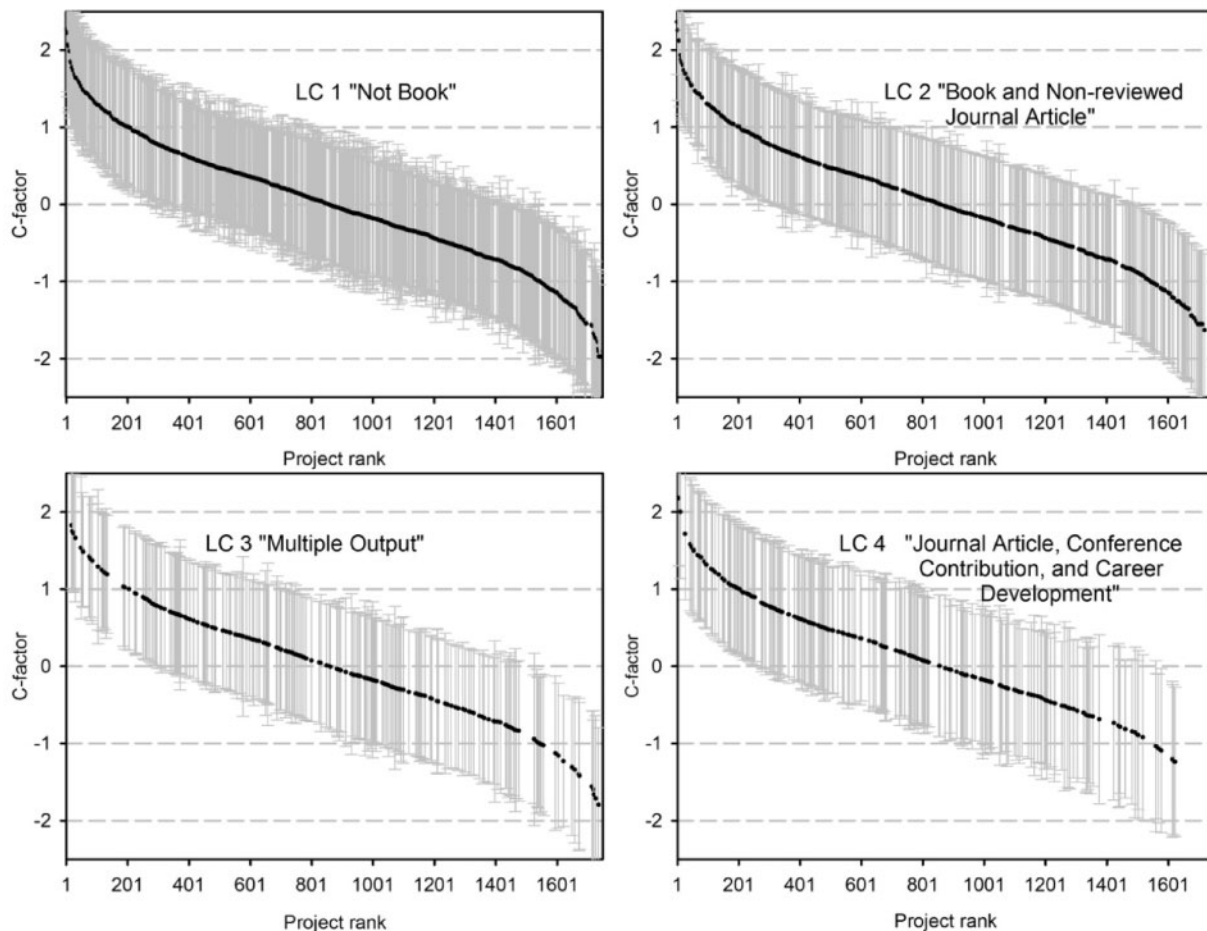 LC 1 "Not Book"
2
1
0
-1
-2
C-factor
1 201 401 601 801 1001 1201 1401 1601
Project rank
LC 2 "Book and Non-reviewed
Journal Article"
2
1
0
-1
-2
C-factor
1 201 401 601 801 1001 1201 1401 1601
Project rank
LC 3 "Multiple Output"
2
1
0
-1
-2
C-factor
1 201 401 601 801 1001 1201 1401 1601
Project rank
LC 4 "Journal Article, Conference
Contribution, and Career
Development"
2
1
0
-1
-2
C-factor
1 201 401 601 801 1001 1201 1401 1601
Project rank